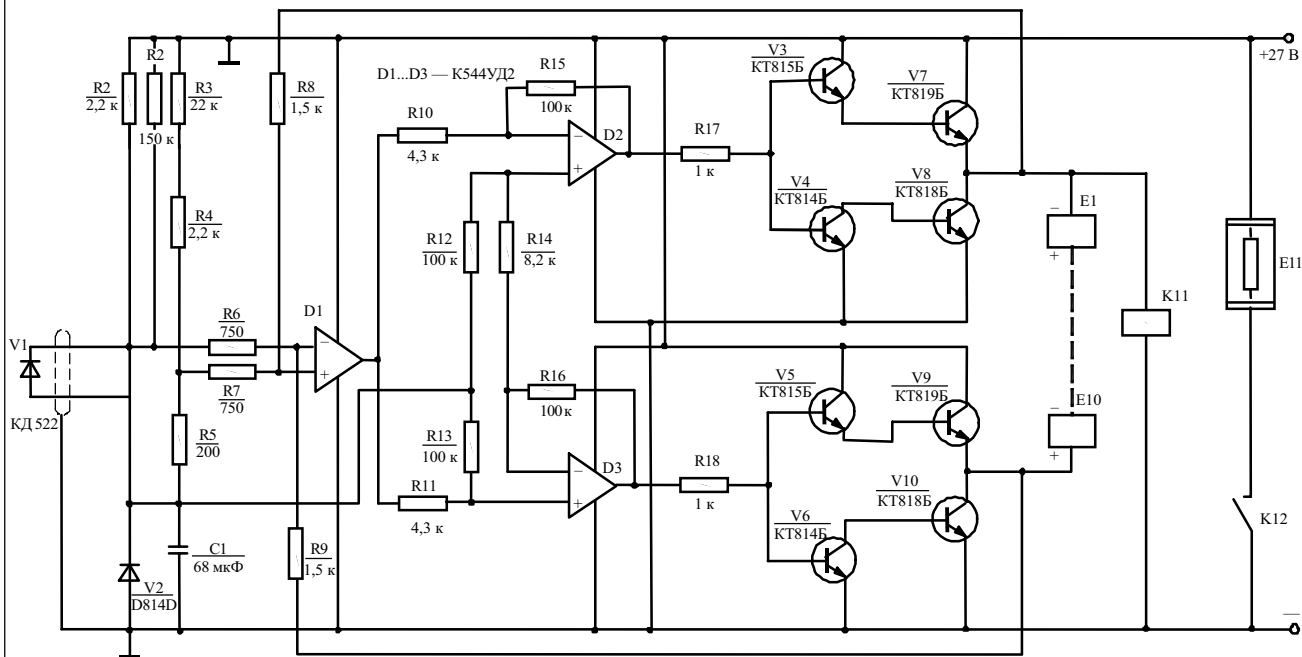 +27 В
R2
2,2 к
R2
150 к
R3
22 к
R8
1,5 к
D1...D3 — К544УД2
R15
100 к
V3
КТ815Б
V7
КТ819Б
R10
4,3 к
D2
R17
1 к
R4
2,2 к
V4
КТ814Б
V8
КТ818Б
R12
100 к
R14
8,2 к
−
+
−
E1
+
E11
K11
R6
750
D1
−
+
V1
КД 522
R7
750
R16
100 к
V5
КТ815Б
V9
КТ819Б
−
E10
+
R5
200
R13
100 к
D3
−
+
R18
1 к
R11
4,3 к
V10
КТ818Б
V6
КТ814Б
K12
C1
68 мкФ
R9
1,5 к
V2
D814D
—